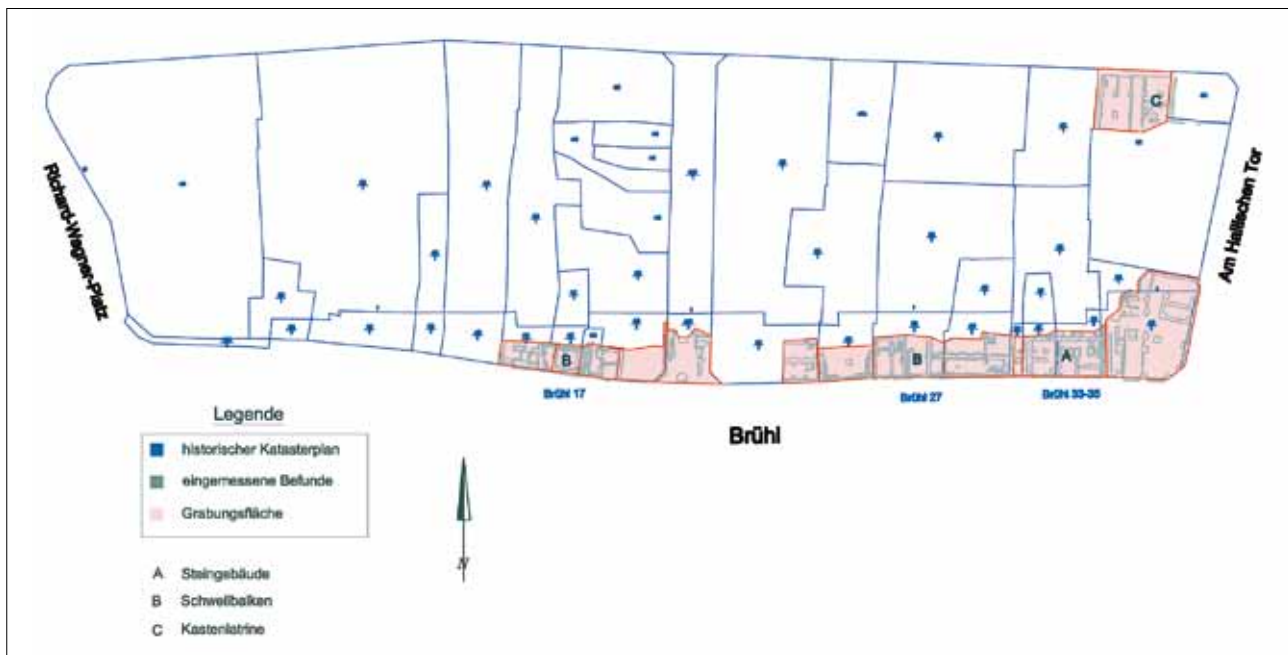 C
Richard-Wagner-Platz
Am Hallischen Tor
B
B
A
Brühl 17
Brühl 27
Brühl 33-35
Brühl
Legende
historischer Katasterplan
eingemessene Befunde
Grabungsfläche
N
A Steingebäude
B Schwellbalken
C Kastenlatrine